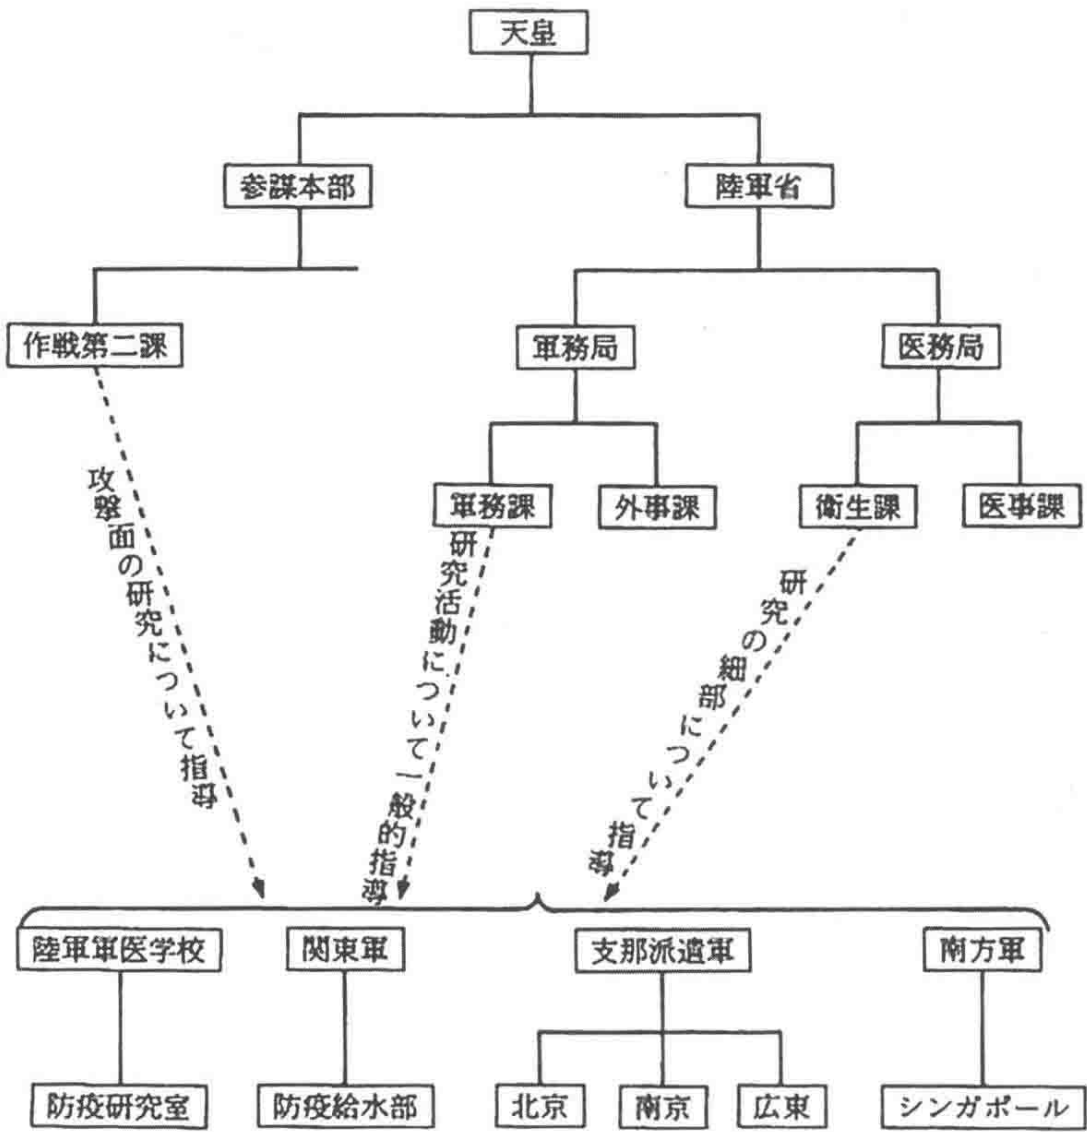 天皇
参謀本部
陸軍省
作戦第二課
軍務局
医務局
軍務課
外事課
衛生課
医事課
攻撃面の研究について指導
研究活動について一般的指導
研究の細部について指導
陸軍軍医学校
関東軍
支那派遣軍
南方軍
防疫研究室
防疫給水部
北京
南京
広東
シンガポール